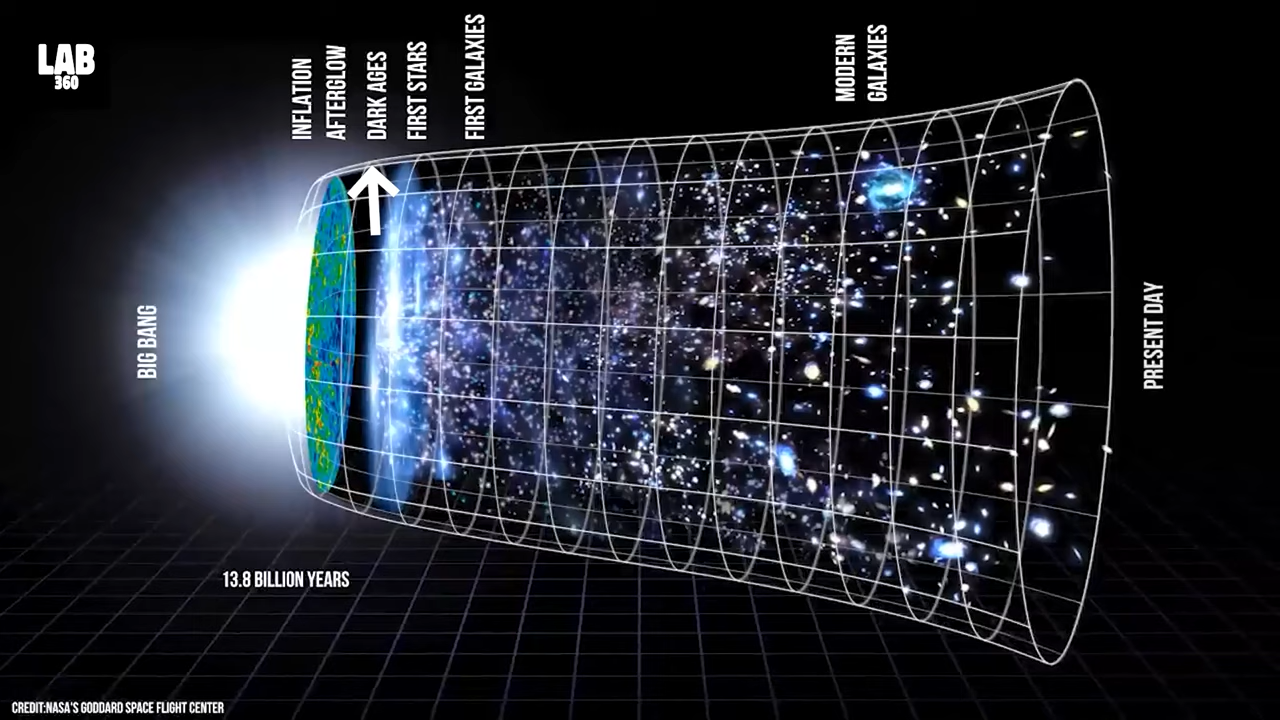 LAB
360
INFLATION
AFTERGLOW
DARK AGES
FIRST STARS
FIRST GALAXIES
MODERN
GALAXIES
BIG BANG
PRESENT DAY
13.8 BILLION YEARS
CREDIT:NASA'S GODDARD SPACE FLIGHT CENTER